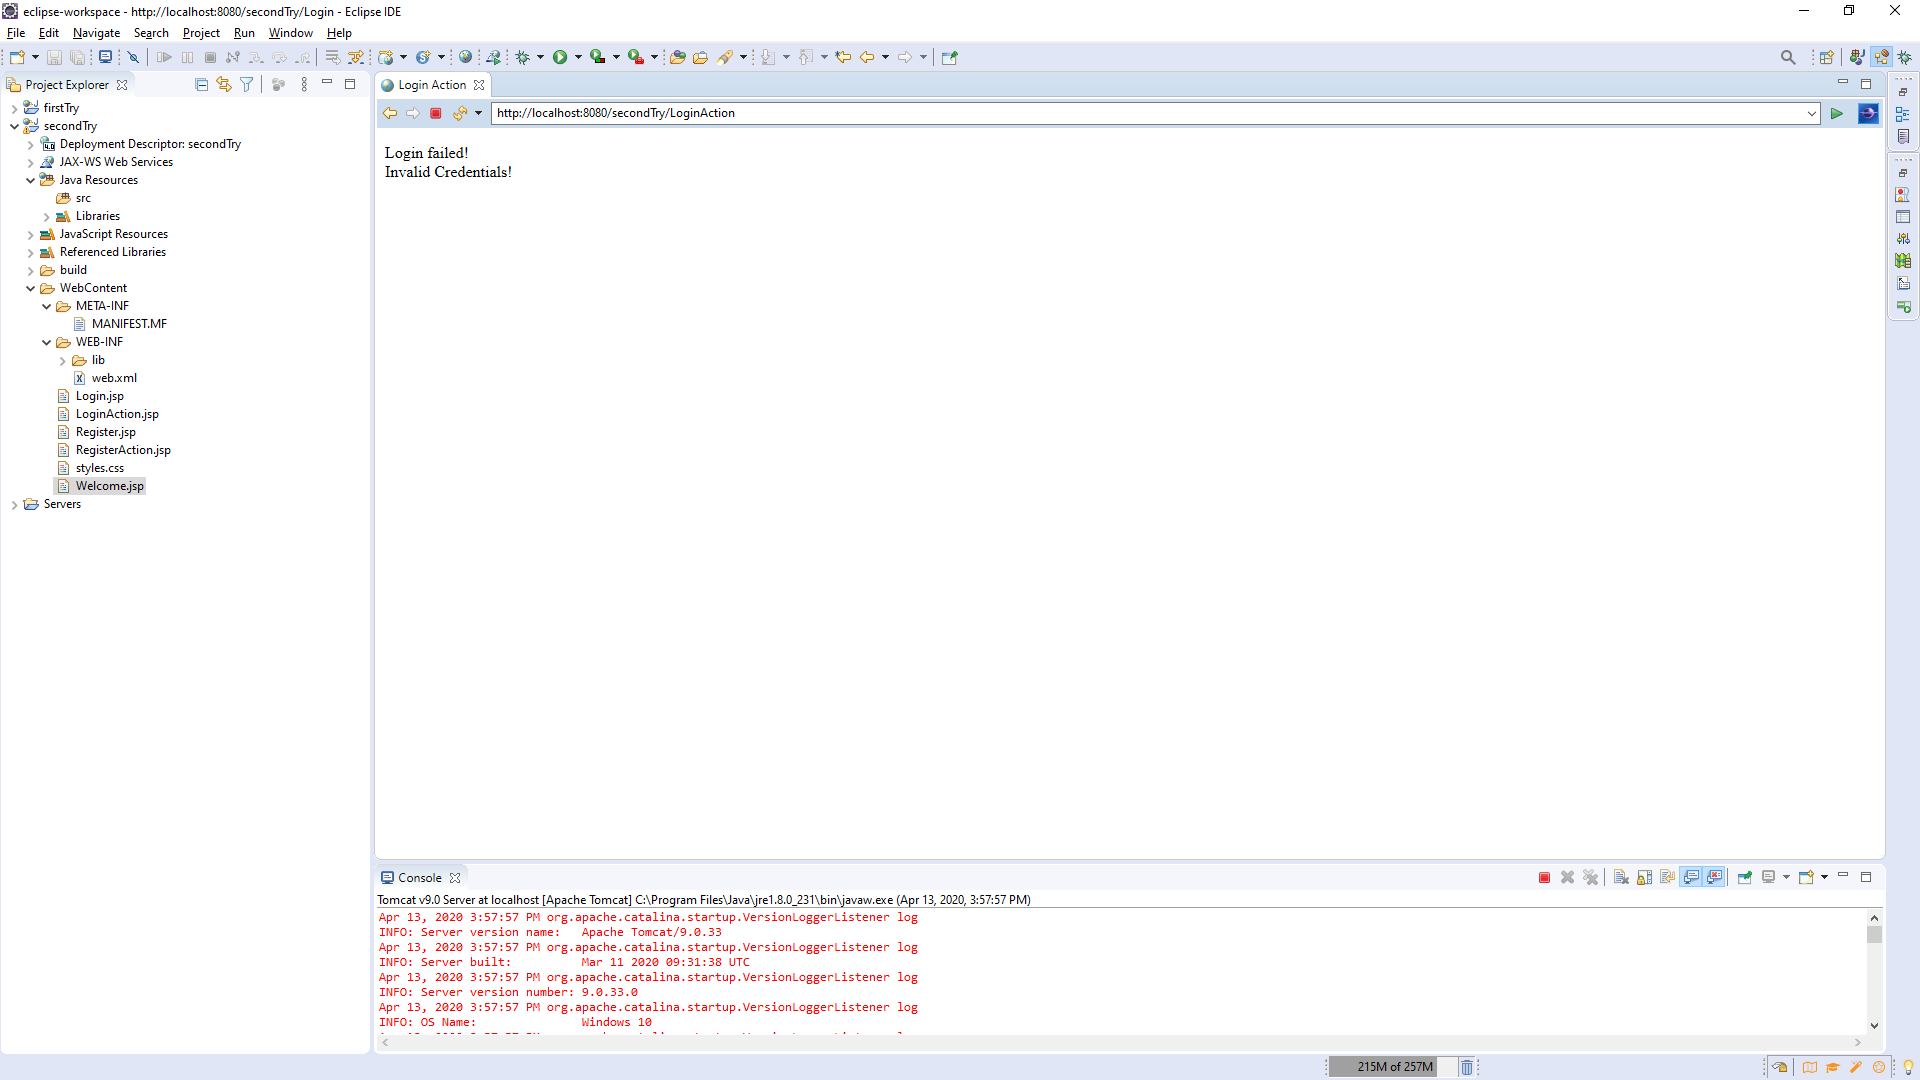 eclipse-workspace - http://localhost:8080/secondTry/Login - Eclipse IDE
File Edit Navigate Search Project Run Window Help
Project Explorer
firstTry
secondTry
Deployment Descriptor: secondTry
JAX-WS Web Services
Java Resources
src
Libraries
JavaScript Resources
Referenced Libraries
build
WebContent
META-INF
MANIFEST.MF
WEB-INF
lib
web.xml
Login.jsp
LoginAction.jsp
Register.jsp
RegisterAction.jsp
styles.css
Welcome.jsp
Servers
Login Action
http://localhost:8080/secondTry/LoginAction
Login failed!
Invalid Credentials!
Console
Tomcat v9.0 Server at localhost [Apache Tomcat] C:\Program Files\Java\jre1.8.0_231\bin\javaw.exe (Apr 13, 2020, 3:57:57 PM)
Apr 13, 2020 3:57:57 PM org.apache.catalina.startup.VersionLoggerListener log
INFO: Server version name:   Apache Tomcat/9.0.33
Apr 13, 2020 3:57:57 PM org.apache.catalina.startup.VersionLoggerListener log
INFO: Server built:          Mar 11 2020 09:31:38 UTC
Apr 13, 2020 3:57:57 PM org.apache.catalina.startup.VersionLoggerListener log
INFO: Server version number: 9.0.33.0
Apr 13, 2020 3:57:57 PM org.apache.catalina.startup.VersionLoggerListener log
INFO: OS Name:               Windows 10
215M of 257M